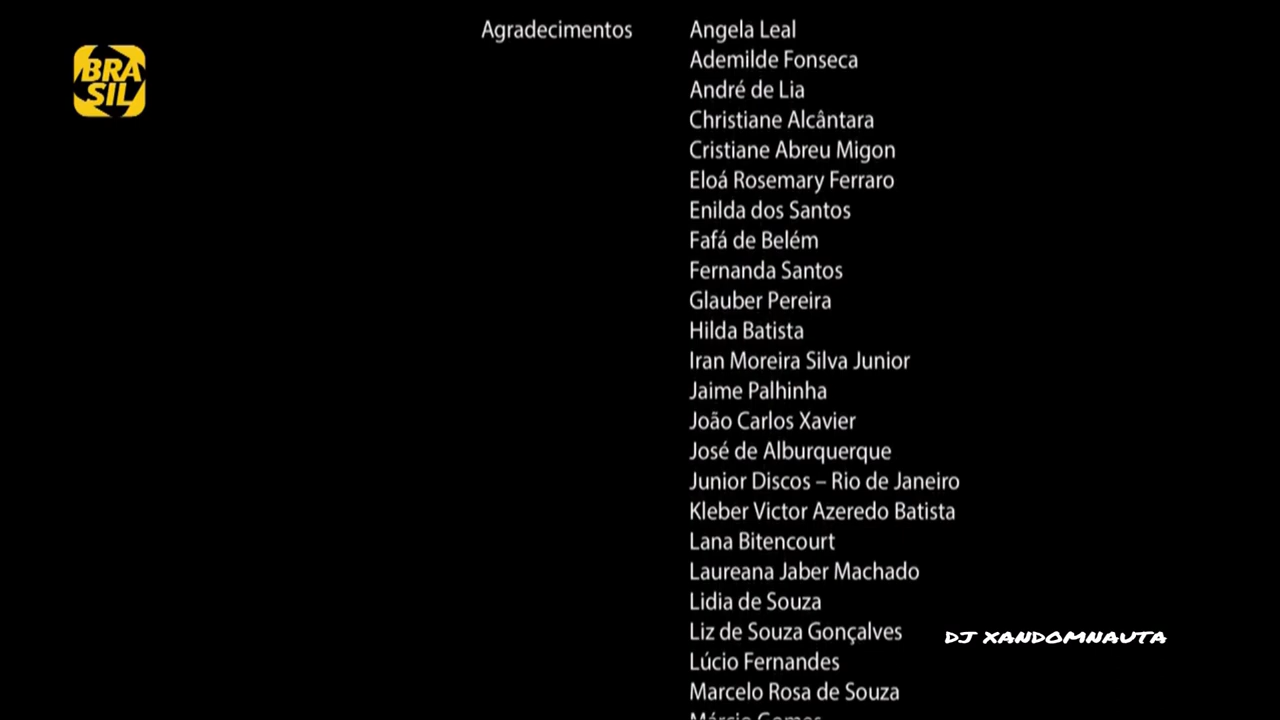 Agradecimentos
Angela Leal
Ademilde Fonseca
André de Lia
Christiane Alcântara
Cristiane Abreu Migon
Eloá Rosemary Ferraro
Enilda dos Santos
Fafá de Belém
Fernanda Santos
Glauber Pereira
Hilda Batista
Iran Moreira Silva Junior
Jaime Palhinha
João Carlos Xavier
José de Alburquerque
Junior Discos – Rio de Janeiro
Kleber Victor Azeredo Batista
Lana Bitencourt
Laureana Jaber Machado
Lidia de Souza
Liz de Souza Gonçalves
Lúcio Fernandes
Marcelo Rosa de Souza
Márcio Gomes
BRA
SIL
DJ XANDOMNAUTA